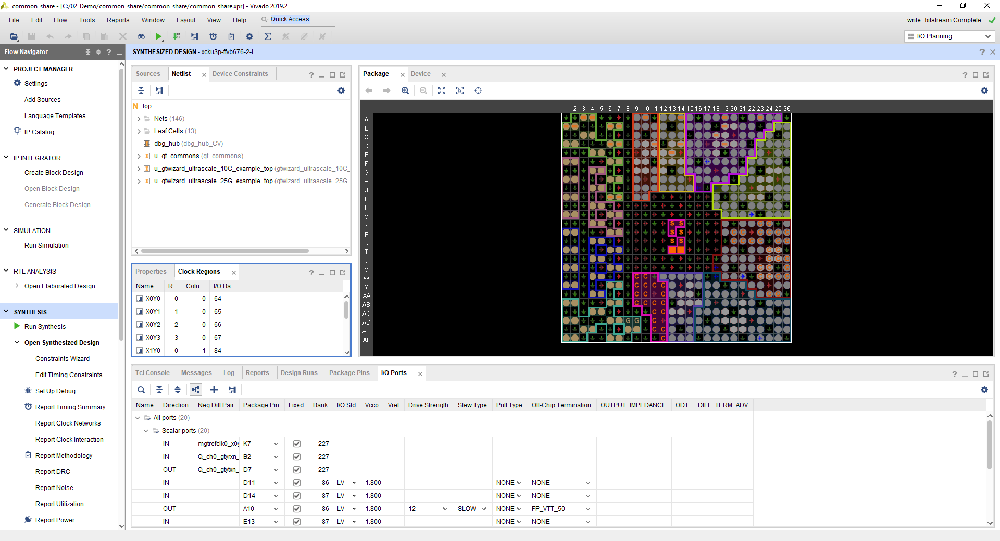 common_share - [C:/02_Demo/common_share/common_share/common_share.xpr] - Vivado 2019.2
File Edit Flow Tools Reports Window Layout View Help Quick Access
write_bitstream Complete
I/O Planning
Flow Navigator
SYNTHESIZED DESIGN - xcku3p-ffvb676-2-i
PROJECT MANAGER
Settings
Add Sources
Language Templates
IP Catalog
IP INTEGRATOR
Create Block Design
Open Block Design
Generate Block Design
SIMULATION
Run Simulation
RTL ANALYSIS
Open Elaborated Design
SYNTHESIS
Run Synthesis
Open Synthesized Design
Constraints Wizard
Edit Timing Constraints
Set Up Debug
Report Timing Summary
Report Clock Networks
Report Clock Interaction
Report Methodology
Report DRC
Report Noise
Report Utilization
Report Power
Sources Netlist Device Constraints
top
Nets (146)
Leaf Cells (13)
dbg_hub (dbg_hub_CV)
u_gt_commons (gt_commons)
u_gtwizard_ultrascale_10G_example_top (gtwizard_ultrascale_10G_
u_gtwizard_ultrascale_25G_example_top (gtwizard_ultrascale_25G_
Properties Clock Regions
Name R... Colu... I/O Ba...
X0Y0 0 0 64
X0Y1 1 0 65
X0Y2 2 0 66
X0Y3 3 0 67
X1Y0 0 1 84
Package Device
1 2 3 4 5 6 7 8 9 10 11 12 13 14 15 16 17 18 19 20 21 22 23 24 25 26
A
B
C
D
E
F
G
H
J
K
L
M
N
P
R
T
U
V
W
Y
AA
AB
AC
AD
AE
AF
Tcl Console Messages Log Reports Design Runs Package Pins I/O Ports
Name Direction Neg Diff Pair Package Pin Fixed Bank I/O Std Vcco Vref Drive Strength Slew Type Pull Type Off-Chip Termination OUTPUT_IMPEDANCE ODT DIFF_TERM_ADV
All ports (20)
Scalar ports (20)
IN mgtrefclk0_x0y K7 227
IN Q_ch0_gtyrxn_ B2 227
OUT Q_ch0_gtytxn_ D7 227
IN D11 86 LV 1.800 NONE NONE
IN D14 87 LV 1.800 NONE NONE
OUT A10 86 LV 1.800 12 SLOW NONE FP_VTT_50
IN E13 87 LV 1.800 NONE NONE